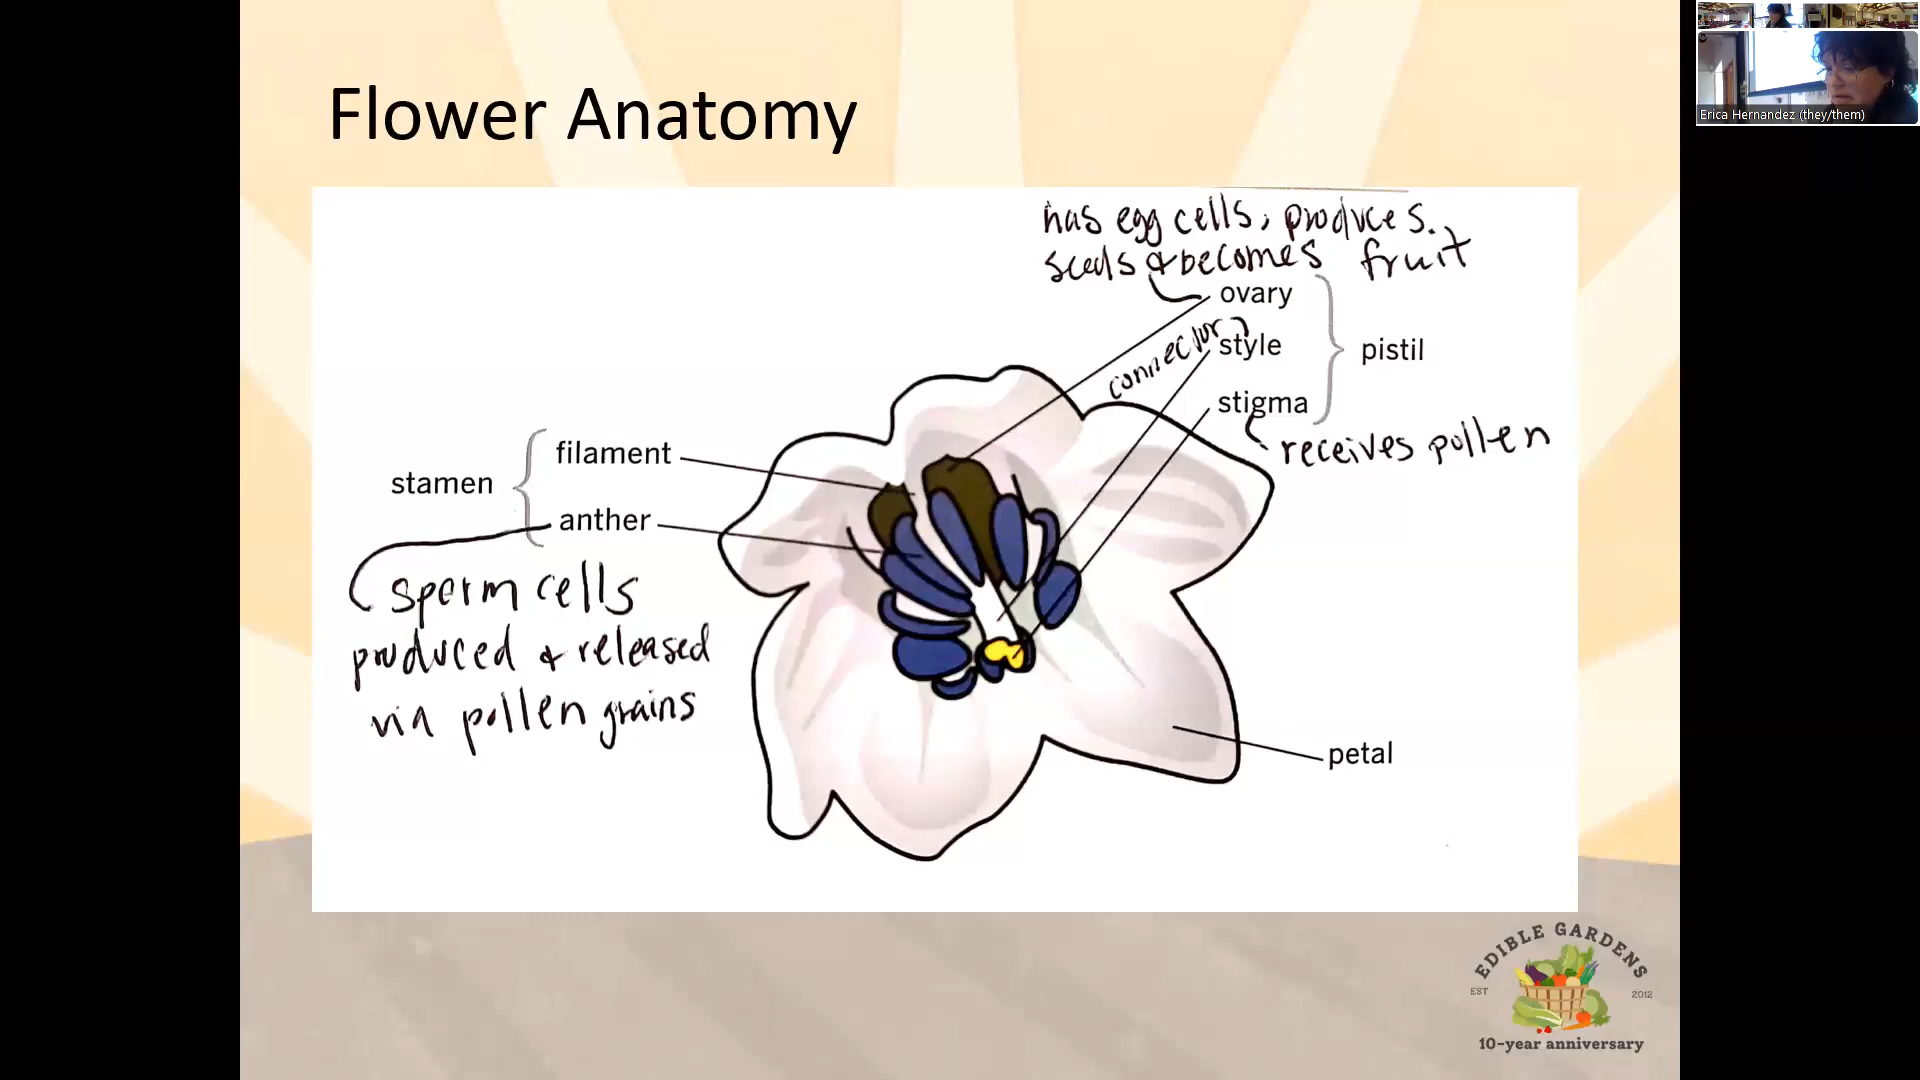 Flower Anatomy
has egg cells, produces.
seeds & becomes fruit
ovary
connector
style
pistil
stigma
receives pollen
filament
stamen
anther
sperm cells
produced & released
via pollen grains
petal
EDIBLE GARDENS
EST 2012
10-year anniversary
Erica Hernandez (they/them)